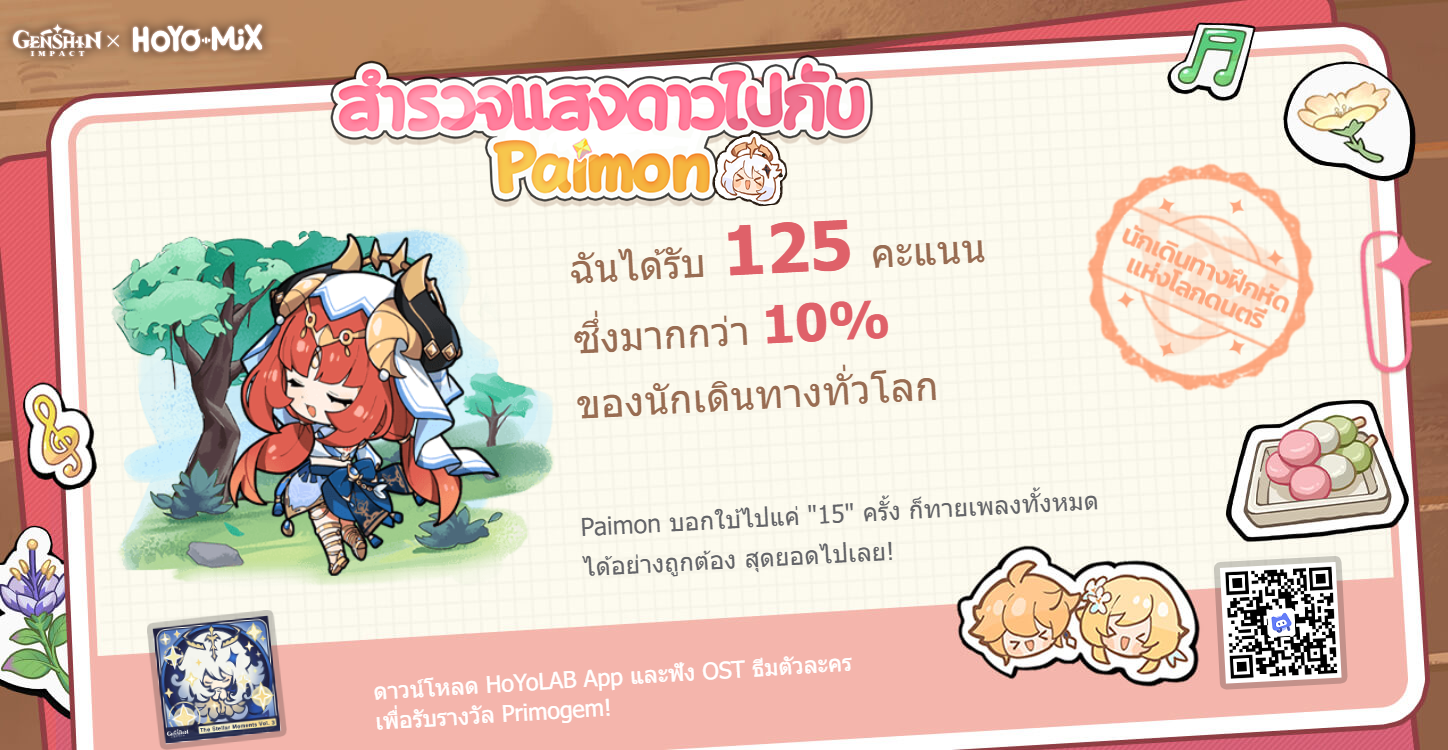 GENSHIN IMPACT × HOYO-MiX
สำรวจแสงดาวไปกับ
Paimon
ฉันได้รับ 125 คะแนน
ซึ่งมากกว่า 10%
ของนักเดินทางทั่วโลก
นักเดินทางฝึกหัด
แห่งโลกดนตรี
Paimon บอกใบ้ไปแค่ "15" ครั้ง ก็ทายเพลงทั้งหมด
ได้อย่างถูกต้อง สุดยอดไปเลย!
ดาวน์โหลด HoYoLAB App และฟัง OST ธีมตัวละคร
เพื่อรับรางวัล Primogem!
Genshin
The Stellar Moments Vol. 3